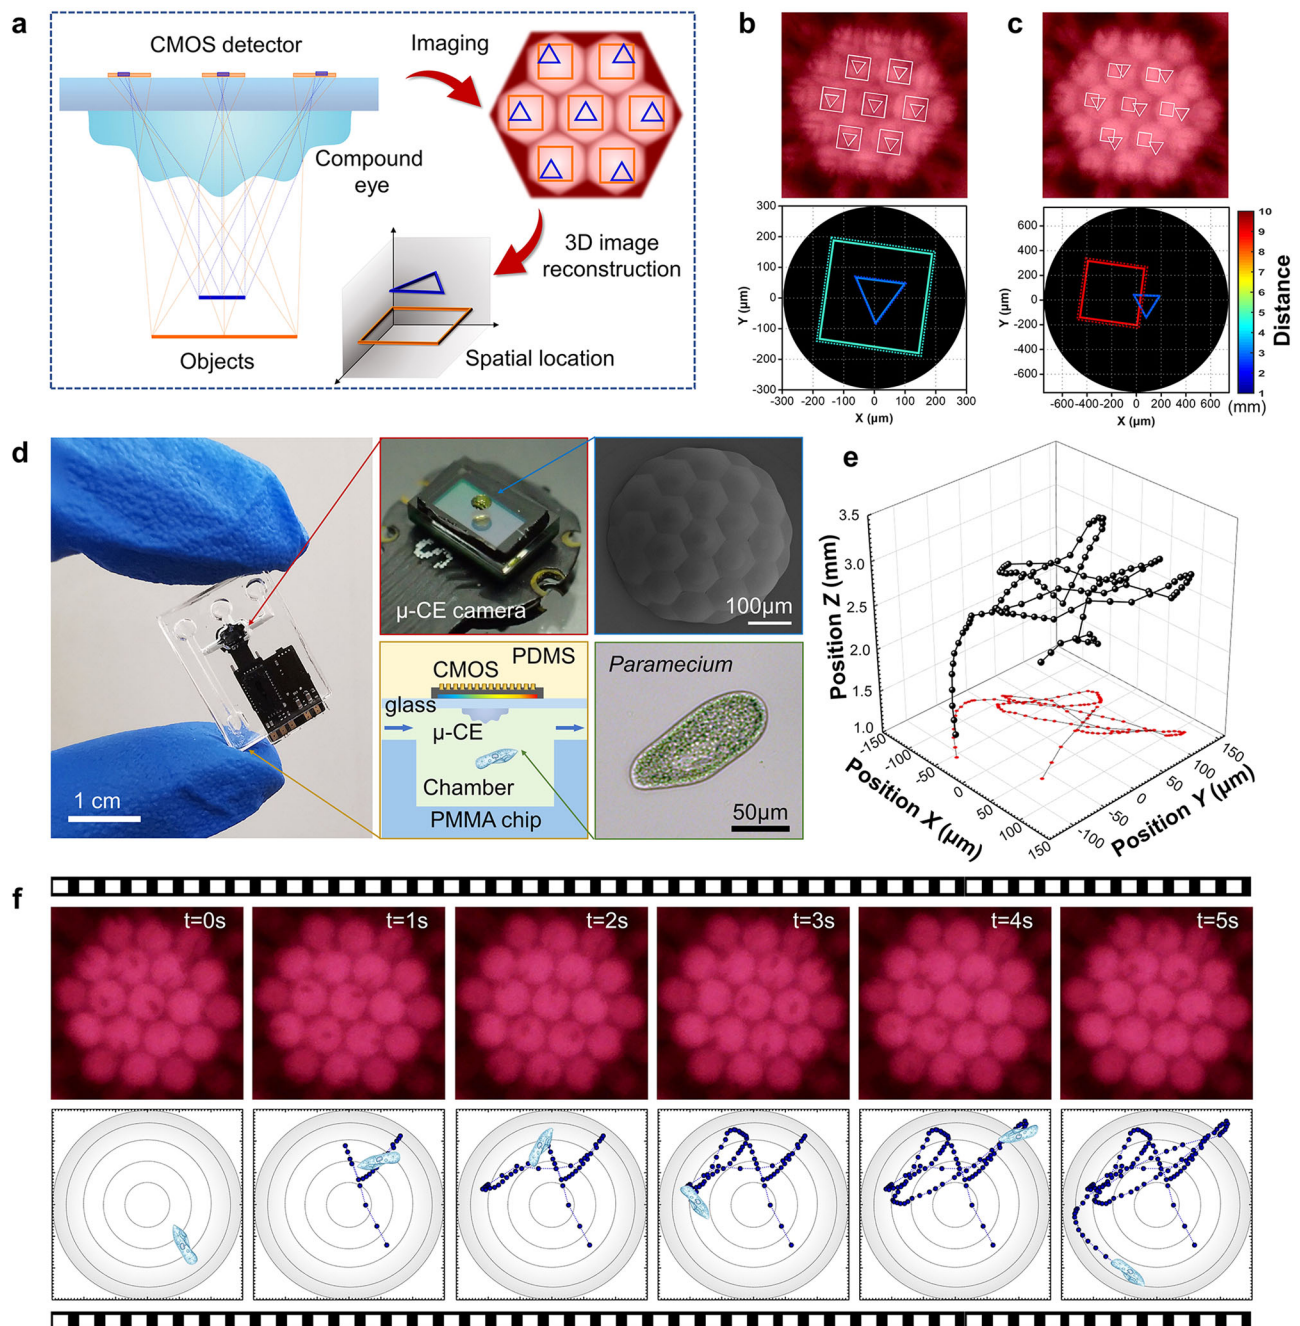 a
CMOS detector
Imaging
Compound
eye
3D image
reconstruction
Objects
Spatial location
b
300
200
100
0
-100
-200
-300
Y (µm)
-300 -200 -100 0 100 200 300
X (µm)
c
600
400
200
0
-200
-400
-600
Y (µm)
-600 -400 -200 0 200 400 600
X (µm)
10
9
8
7
6
5
4
3
2
1
(mm)
Distance
d
1 cm
µ-CE camera
100µm
PDMS
CMOS
glass
µ-CE
Chamber
PMMA chip
Paramecium
50µm
e
3.5
3.0
2.5
2.0
1.5
1.0
Position Z (mm)
-150
-100
-50
0
50
100
150
Position X (µm)
-100
-50
0
50
100
150
Position Y (µm)
f
t=0s
t=1s
t=2s
t=3s
t=4s
t=5s